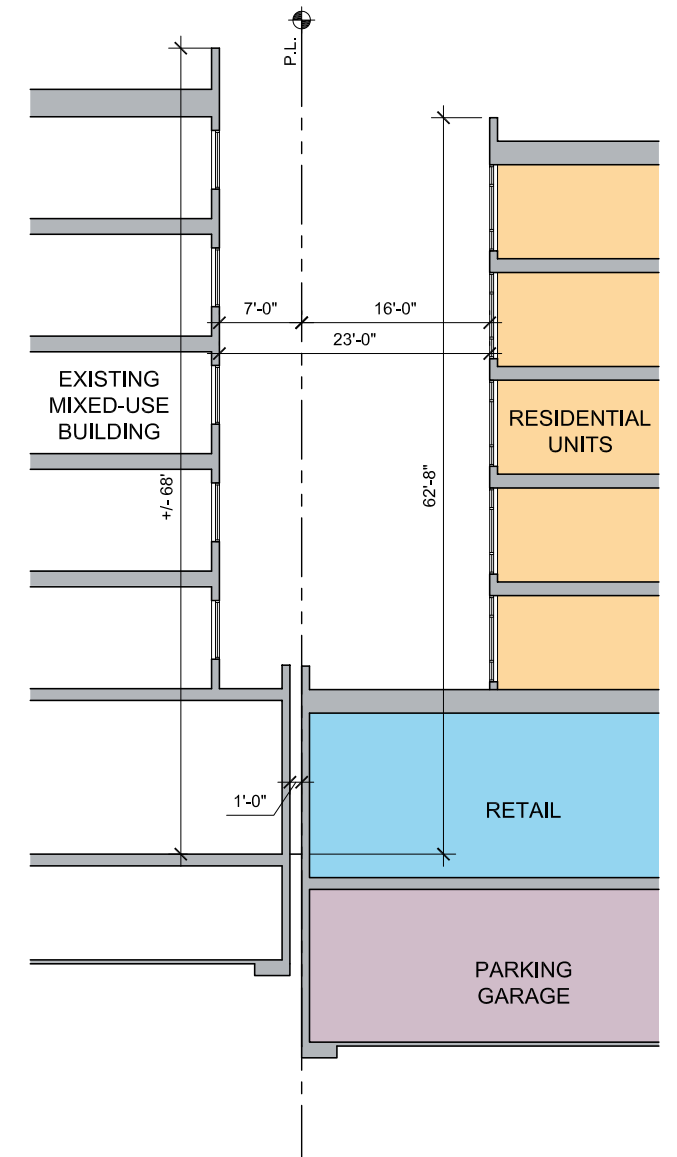 P.L.
7'-0"
16'-0"
23'-0"
EXISTING
MIXED-USE
BUILDING
RESIDENTIAL
UNITS
+/- 68'
62'-8"
1'-0"
RETAIL
PARKING
GARAGE